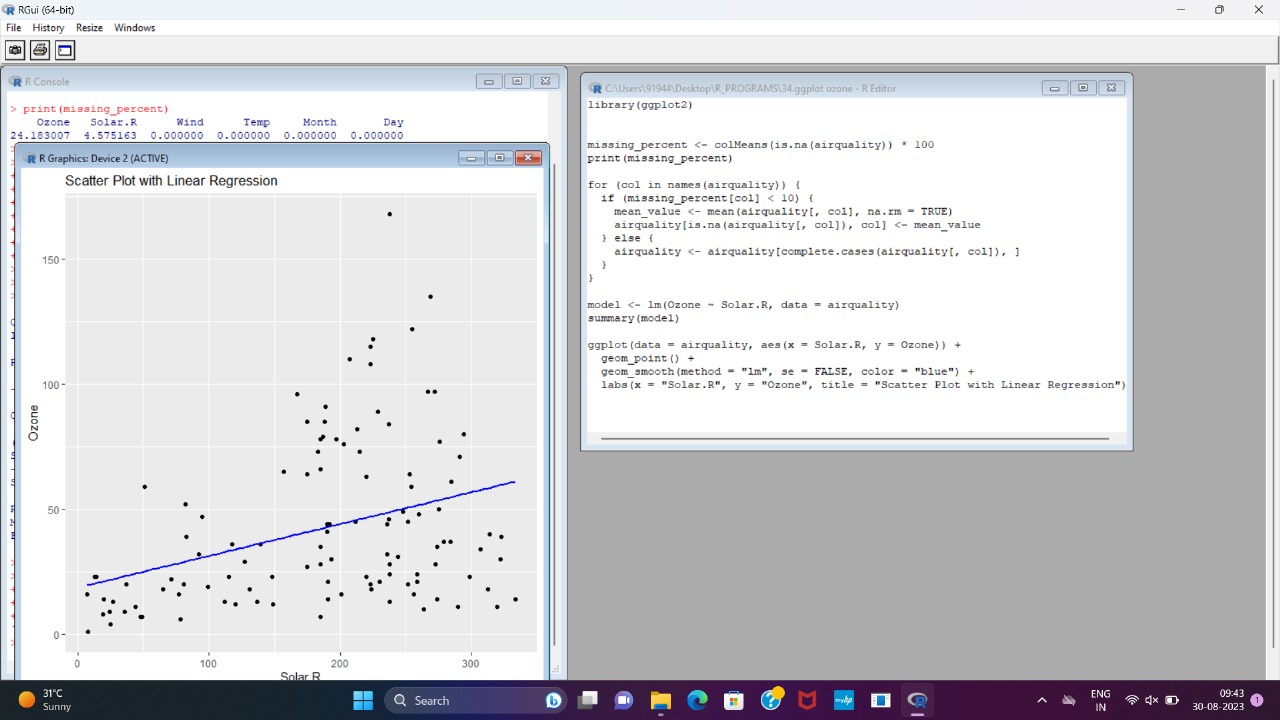 RGui (64-bit)
File History Resize Windows
R Console
> print(missing_percent)
Ozone Solar.R Wind Temp Month Day
24.183007 4.575163 0.000000 0.000000 0.000000 0.000000
R Graphics: Device 2 (ACTIVE)
Scatter Plot with Linear Regression
150
100
50
0
Ozone
0 100 200 300
Solar.R
C:\Users\91944\Desktop\R_PROGRAMS\34.ggplot ozone - R Editor
library(ggplot2)
missing_percent <- colMeans(is.na(airquality)) * 100
print(missing_percent)
for (col in names(airquality)) {
if (missing_percent[col] < 10) {
mean_value <- mean(airquality[, col], na.rm = TRUE)
airquality[is.na(airquality[, col]), col] <- mean_value
} else {
airquality <- airquality[complete.cases(airquality[, col]), ]
}
}
model <- lm(Ozone ~ Solar.R, data = airquality)
summary(model)
ggplot(data = airquality, aes(x = Solar.R, y = Ozone)) +
geom_point() +
geom_smooth(method = "lm", se = FALSE, color = "blue") +
labs(x = "Solar.R", y = "Ozone", title = "Scatter Plot with Linear Regression")
31°C
Sunny
Search
ENG
IN
09:43
30-08-2023
1